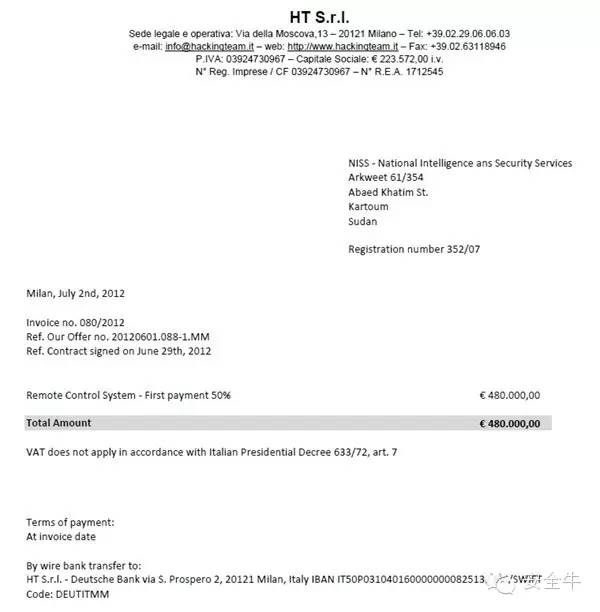 HT S.r.l.
Sede legale e operativa: Via della Moscova,13 – 20121 Milano – Tel: +39.02.29.06.06.03
e-mail: info@hackingteam.it – web: http://www.hackingteam.it – Fax: +39.02.63118946
P.IVA: 03924730967 – Capitale Sociale: € 223.572,00 i.v.
N° Reg. Imprese / CF 03924730967 – N° R.E.A. 1712545
NISS - National Intelligence ans Security Services
Arkweet 61/354
Abaed Khatim St.
Kartoum
Sudan
Registration number 352/07
Milan, July 2nd, 2012
Invoice no. 080/2012
Ref. Our Offer no. 20120601.088-1.MM
Ref. Contract signed on June 29th, 2012
Remote Control System - First payment 50% € 480.000,00
Total Amount € 480.000,00
VAT does not apply in accordance with Italian Presidential Decree 633/72, art. 7
Terms of payment:
At invoice date
By wire bank transfer to:
HT S.r.l. - Deutsche Bank via S. Prospero 2, 20121 Milan, Italy IBAN /SWIFT
Code: DEUTITMM
安全牛